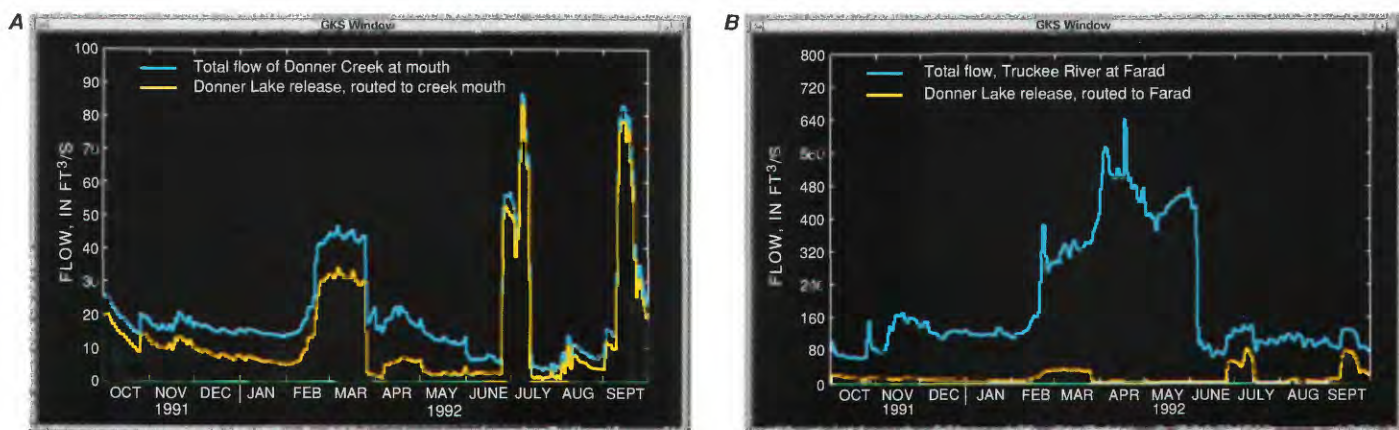 A
GKS Window
100
90
80
70
60
50
40
30
20
10
0
FLOW, IN FT³/S
Total flow of Donner Creek at mouth
Donner Lake release, routed to creek mouth
OCT NOV DEC JAN FEB MAR APR MAY JUNE JULY AUG SEPT
1991 1992
B
GKS Window
800
720
640
560
480
400
320
240
160
80
0
FLOW, IN FT³/S
Total flow, Truckee River at Farad
Donner Lake release, routed to Farad
OCT NOV DEC JAN FEB MAR APR MAY JUNE JULY AUG SEPT
1991 1992